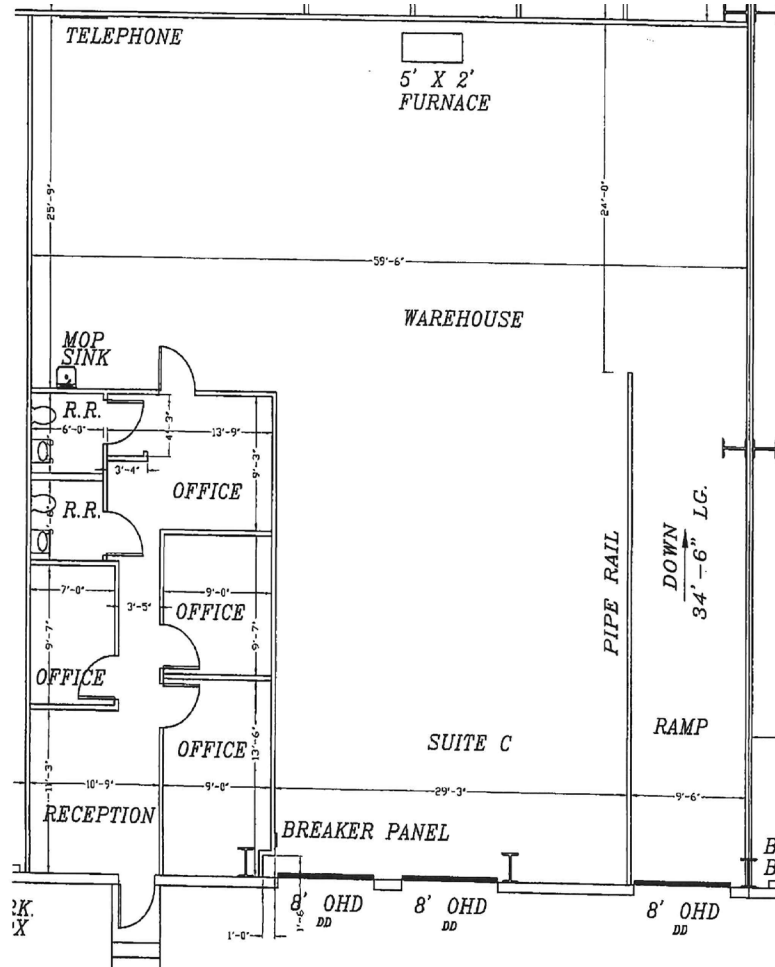 TELEPHONE
5' X 2'
FURNACE
25'-9"
24'-0"
59'-6"
WAREHOUSE
MOP
SINK
R.R.
6'-0"
4'-3"
13'-9"
3'-4"
9'-3"
OFFICE
R.R.
DOWN
34'-6" LG.
PIPE RAIL
7'-0"
3'-5"
9'-0"
OFFICE
9'-7"
9'-7"
OFFICE
RAMP
SUITE C
OFFICE
13'-6"
11'-3"
10'-9"
9'-0"
29'-3"
9'-6"
RECEPTION
BREAKER PANEL
B
B
RK.
X
8' OHD
DD
8' OHD
DD
8' OHD
DD
1'-6"
1'-0"